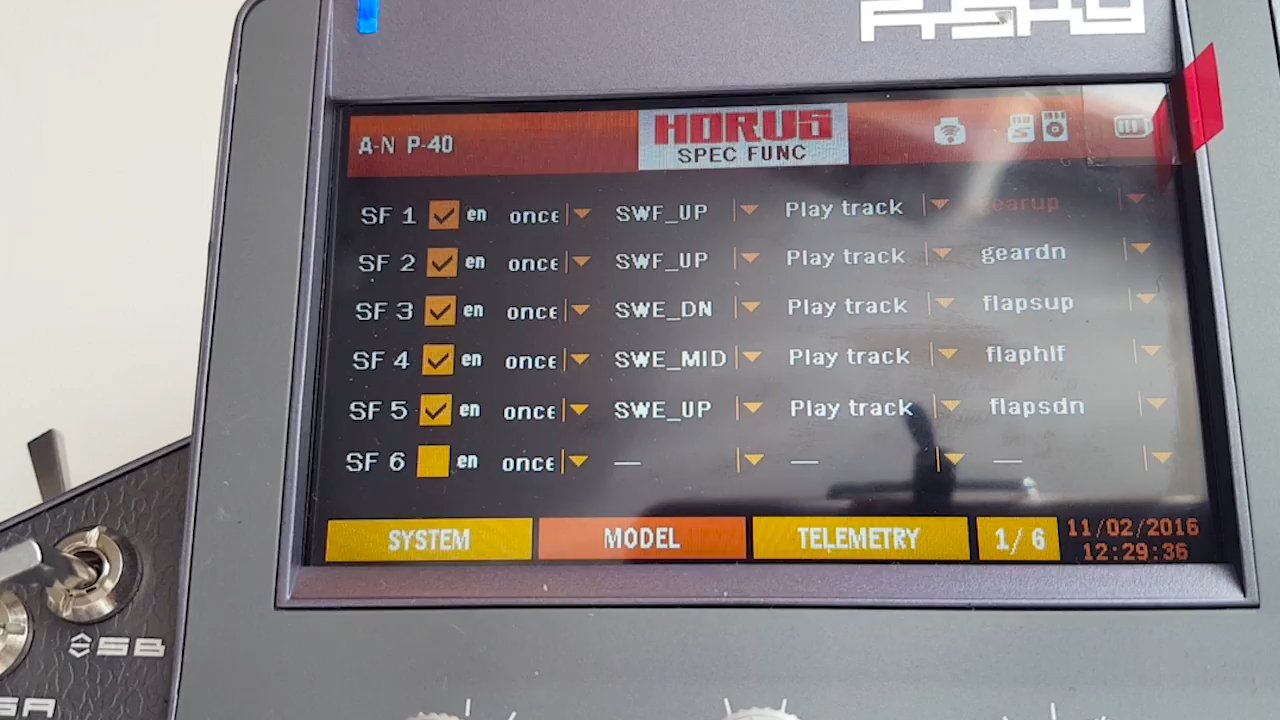 FrSky
A-N P-40
HORUS
SPEC FUNC
SF 1 en once SWF_UP Play track gearup
SF 2 en once SWF_UP Play track geardn
SF 3 en once SWE_DN Play track flapsup
SF 4 en once SWE_MID Play track flaphlf
SF 5 en once SWE_UP Play track flapsdn
SF 6 en once — — —
SYSTEM MODEL TELEMETRY 1/ 6 11/02/2016
12:29:36
SB
SA